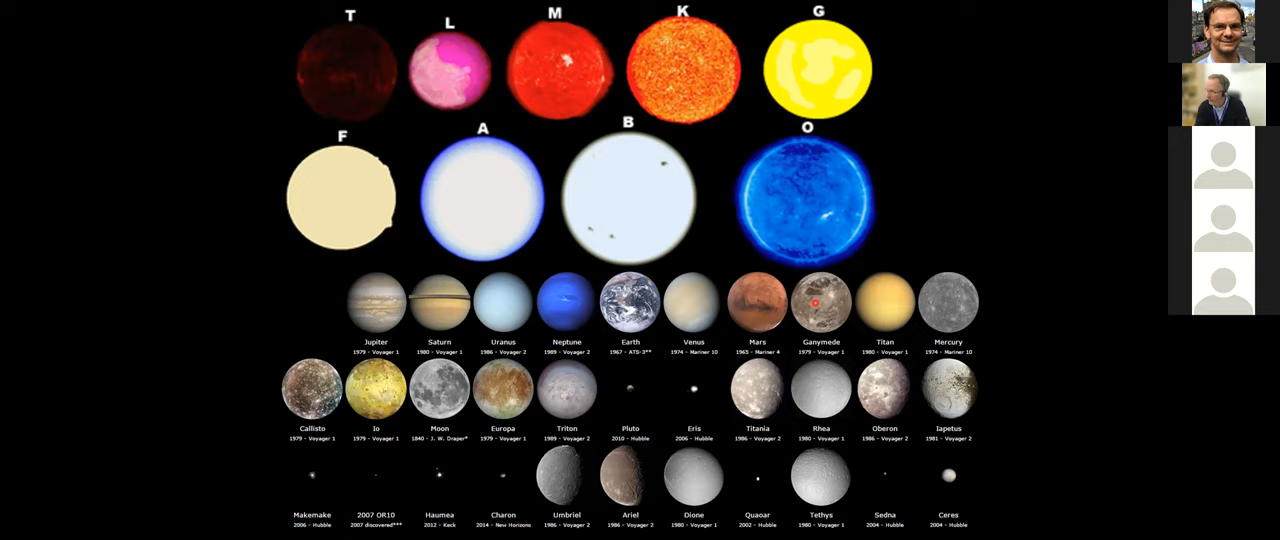 T L M K G
F A B O
Jupiter Saturn Uranus Neptune Earth Venus Mars Ganymede Titan Mercury
1979 - Voyager 1 1980 - Voyager 1 1986 - Voyager 2 1989 - Voyager 2 1967 - ATS-3** 1974 - Mariner 10 1965 - Mariner 4 1979 - Voyager 1 1980 - Voyager 1 1974 - Mariner 10
Callisto Io Moon Europa Triton Pluto Eris Titania Rhea Oberon Iapetus
1979 - Voyager 1 1979 - Voyager 1 1840 - J. W. Draper* 1979 - Voyager 1 1989 - Voyager 2 2010 - Hubble 2006 - Hubble 1986 - Voyager 2 1980 - Voyager 1 1986 - Voyager 2 1981 - Voyager 2
Makemake 2007 OR10 Haumea Charon Umbriel Ariel Dione Quaoar Tethys Sedna Ceres
2006 - Hubble 2007 discovered*** 2012 - Keck 2014 - New Horizons 1986 - Voyager 2 1986 - Voyager 2 1980 - Voyager 1 2002 - Hubble 1980 - Voyager 1 2004 - Hubble 2004 - Hubble